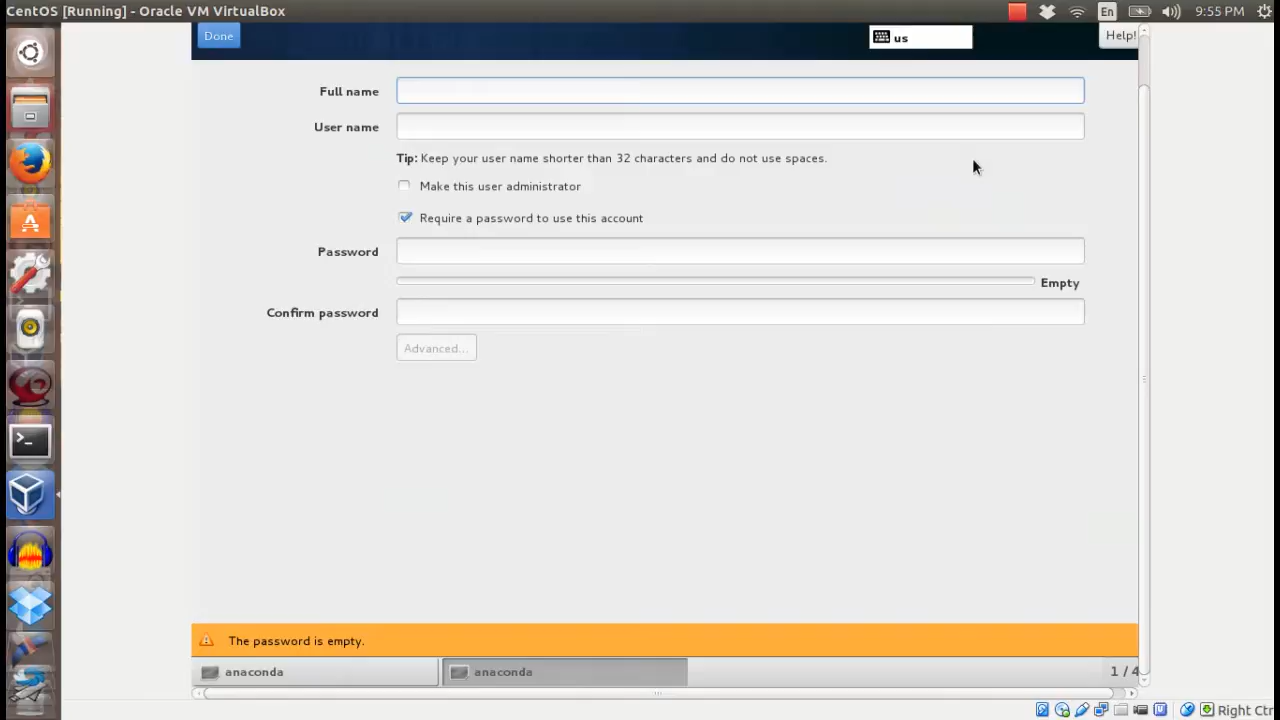 CentOS [Running] - Oracle VM VirtualBox
En
9:55 PM
Done
us
Help!
Full name
User name
Tip: Keep your user name shorter than 32 characters and do not use spaces.
Make this user administrator
Require a password to use this account
Password
Empty
Confirm password
Advanced...
The password is empty.
anaconda
anaconda
1 / 4
Right Ctr